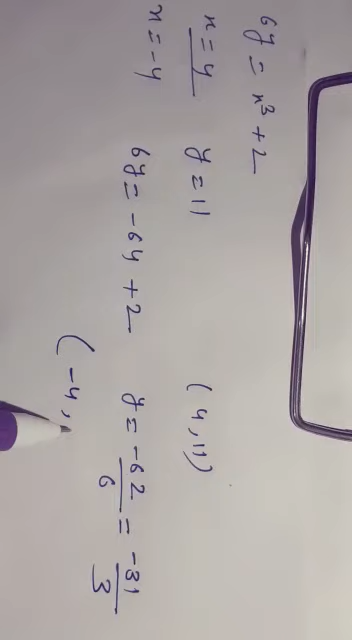 6y = x³ + 2
x = 4 y = 11 (4, 11)
x = -4 6y = -64 + 2 y = -62/6 = -31/3
(-4,